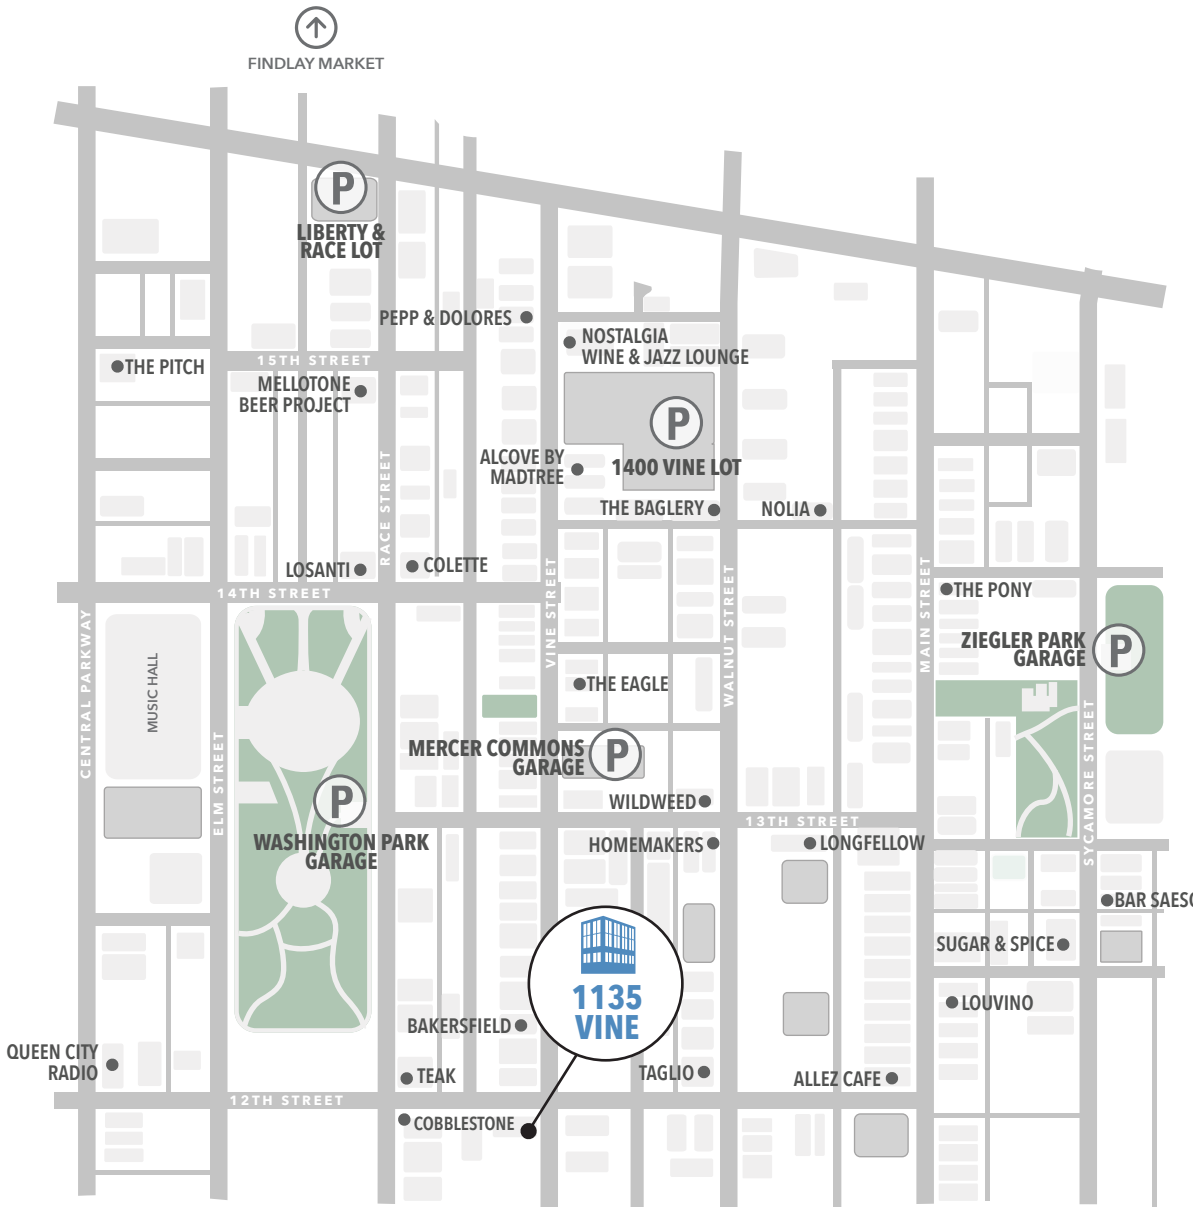 FINDLAY MARKET
P
LIBERTY &
RACE LOT
PEPP & DOLORES
NOSTALGIA
WINE & JAZZ LOUNGE
15TH STREET
THE PITCH
MELLOTONE
BEER PROJECT
P
1400 VINE LOT
ALCOVE BY
MADTREE
RACE STREET
THE BAGLERY
NOLIA
LOSANTI
COLETTE
14TH STREET
VINE STREET
WALNUT STREET
MAIN STREET
THE PONY
CENTRAL PARKWAY
MUSIC HALL
ZIEGLER PARK
GARAGE
P
THE EAGLE
ELM STREET
SYCAMORE STREET
MERCER COMMONS
GARAGE
P
P
WASHINGTON PARK
GARAGE
WILDWEED
13TH STREET
HOMEMAKERS
LONGFELLOW
BAR SAESO
SUGAR & SPICE
1135
VINE
LOUVINO
BAKERSFIELD
QUEEN CITY
RADIO
TEAK
TAGLIO
ALLEZ CAFE
12TH STREET
COBBLESTONE